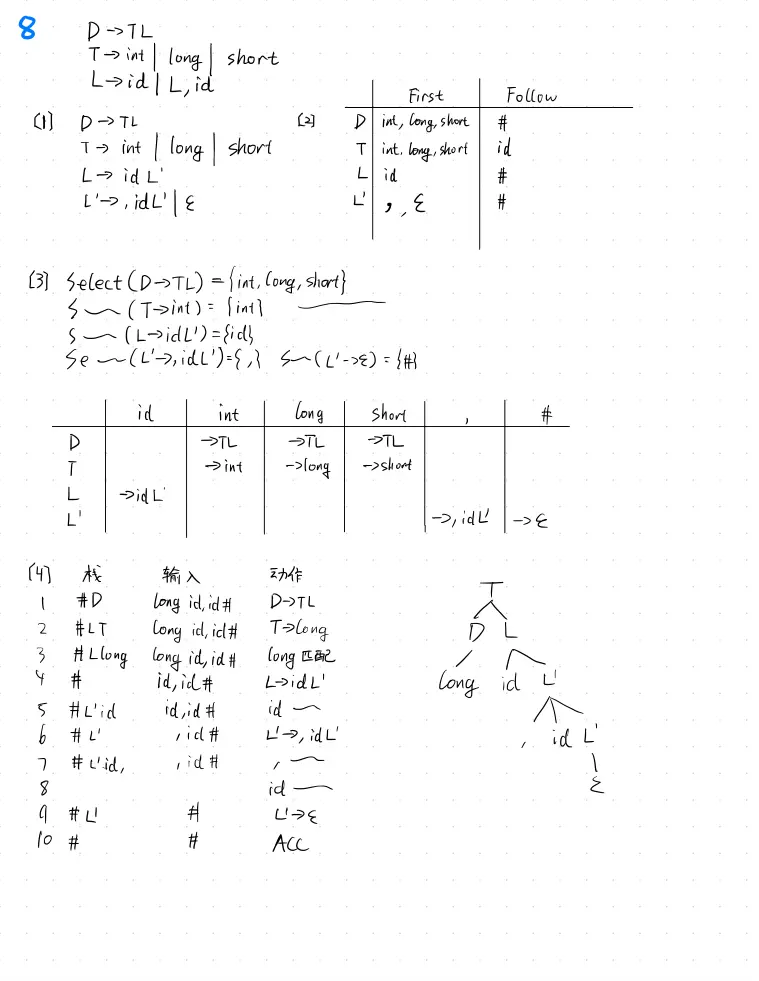 8
D→TL
T→int | long | short
L→id | L, id
[1] D→TL
T→ int | long | short
L→ id L'
L'→, id L' | ε
[2] First Follow
D int, long, short #
T int, long, short id
L id #
L' , , ε #
[3] Select (D→TL) = {int, long, short}
S (T→int) = {int}
S (L→idL') = {id}
Se (L'→, idL') = { , } S (L'->ε) = {#}
id int long short , #
D →TL →TL →TL
T →int →long →short
L →id L'
L' →, id L' →ε
[4] 栈 输入 动作
1 #D long id, id# D→TL
2 #LT long id, id# T→long
3 #Llong long id, id# long 匹配
4 # id, id# L→idL'
5 #L'id id, id# id
6 #L' , id# L'→, idL'
7 #L'id, , id# ,
8 id
9 #L' # L'→ε
10 # # ACC
T
D L
long id L'
, id L'
ε